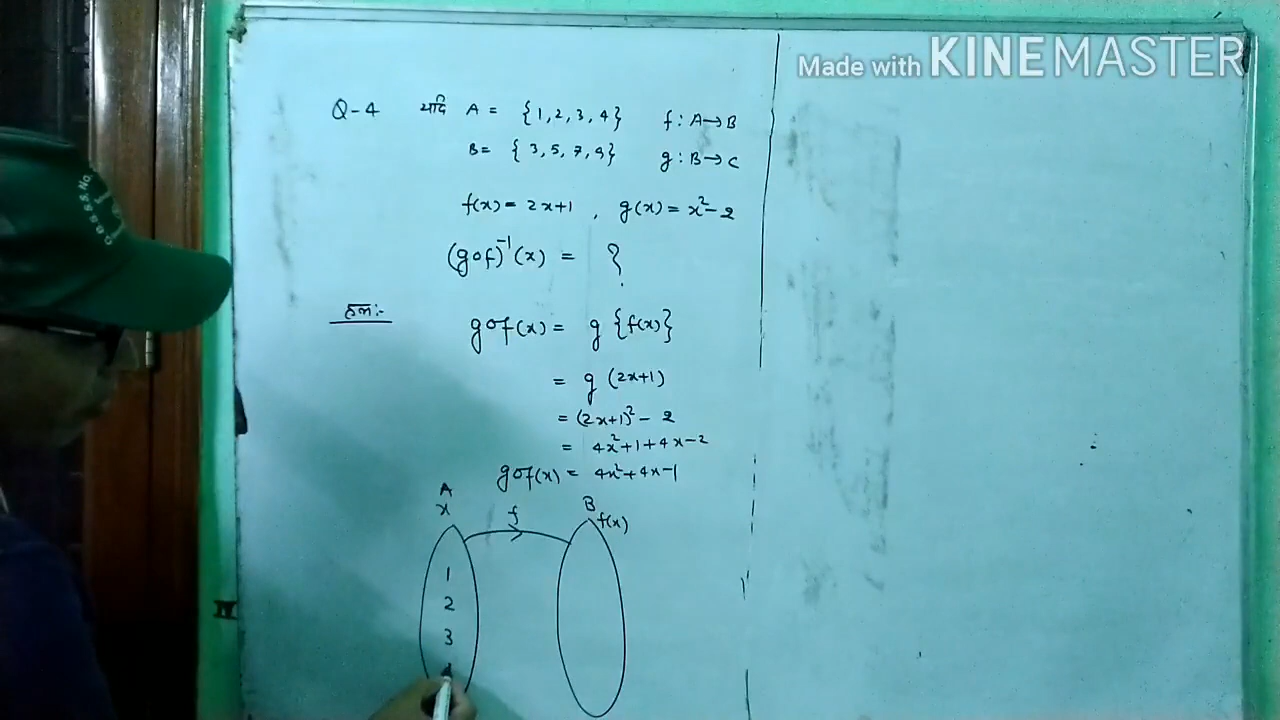 Made with KINEMASTER
Q-4 यदि A = {1, 2, 3, 4} f : A→B
B = {3, 5, 7, 9} g : B→C
f(x) = 2x+1 , g(x) = x²-2
(gof)⁻¹(x) = ?
हल:-
gof(x) = g {f(x)}
= g (2x+1)
= (2x+1)² - 2
= 4x²+1+4x-2
gof(x) = 4x²+4x-1
A f B
x f(x)
1
2
3